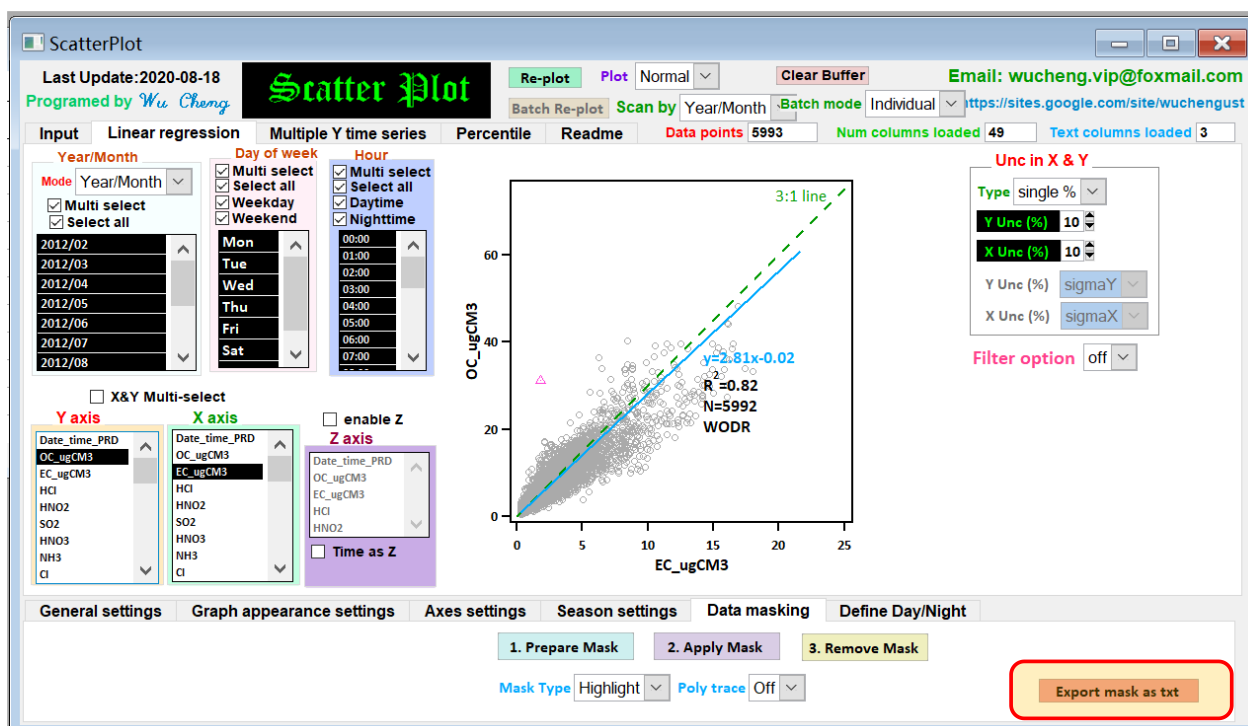 ScatterPlot
Last Update:2020-08-18
Programed by Wu Cheng
Scatter Plot
Re-plot
Plot Normal
Clear Buffer
Email: wucheng.vip@foxmail.com
Batch Re-plot
Scan by Year/Month
Batch mode Individual
https://sites.google.com/site/wuchengust
Input
Linear regression
Multiple Y time series
Percentile
Readme
Data points 5993
Num columns loaded 49
Text columns loaded 3
Year/Month
Mode Year/Month
Multi select
Select all
2012/02
2012/03
2012/04
2012/05
2012/06
2012/07
2012/08
Day of week
Multi select
Select all
Weekday
Weekend
Mon
Tue
Wed
Thu
Fri
Sat
Hour
Multi select
Select all
Daytime
Nighttime
00:00
01:00
02:00
03:00
04:00
05:00
06:00
07:00
X&Y Multi-select
Y axis
Date_time_PRD
OC_ugCM3
EC_ugCM3
HCl
HNO2
SO2
HNO3
NH3
Cl
X axis
Date_time_PRD
OC_ugCM3
EC_ugCM3
HCl
HNO2
SO2
HNO3
NH3
Cl
enable Z
Z axis
Date_time_PRD
OC_ugCM3
EC_ugCM3
HCl
HNO2
Time as Z
OC_ugCM3
60
40
20
0
3:1 line
y=2.81x-0.02
R2=0.82
N=5992
WODR
0 5 10 15 20 25
EC_ugCM3
Unc in X & Y
Type single %
Y Unc (%) 10
X Unc (%) 10
Y Unc (%) sigmaY
X Unc (%) sigmaX
Filter option off
General settings
Graph appearance settings
Axes settings
Season settings
Data masking
Define Day/Night
1. Prepare Mask
2. Apply Mask
3. Remove Mask
Mask Type Highlight
Poly trace Off
Export mask as txt